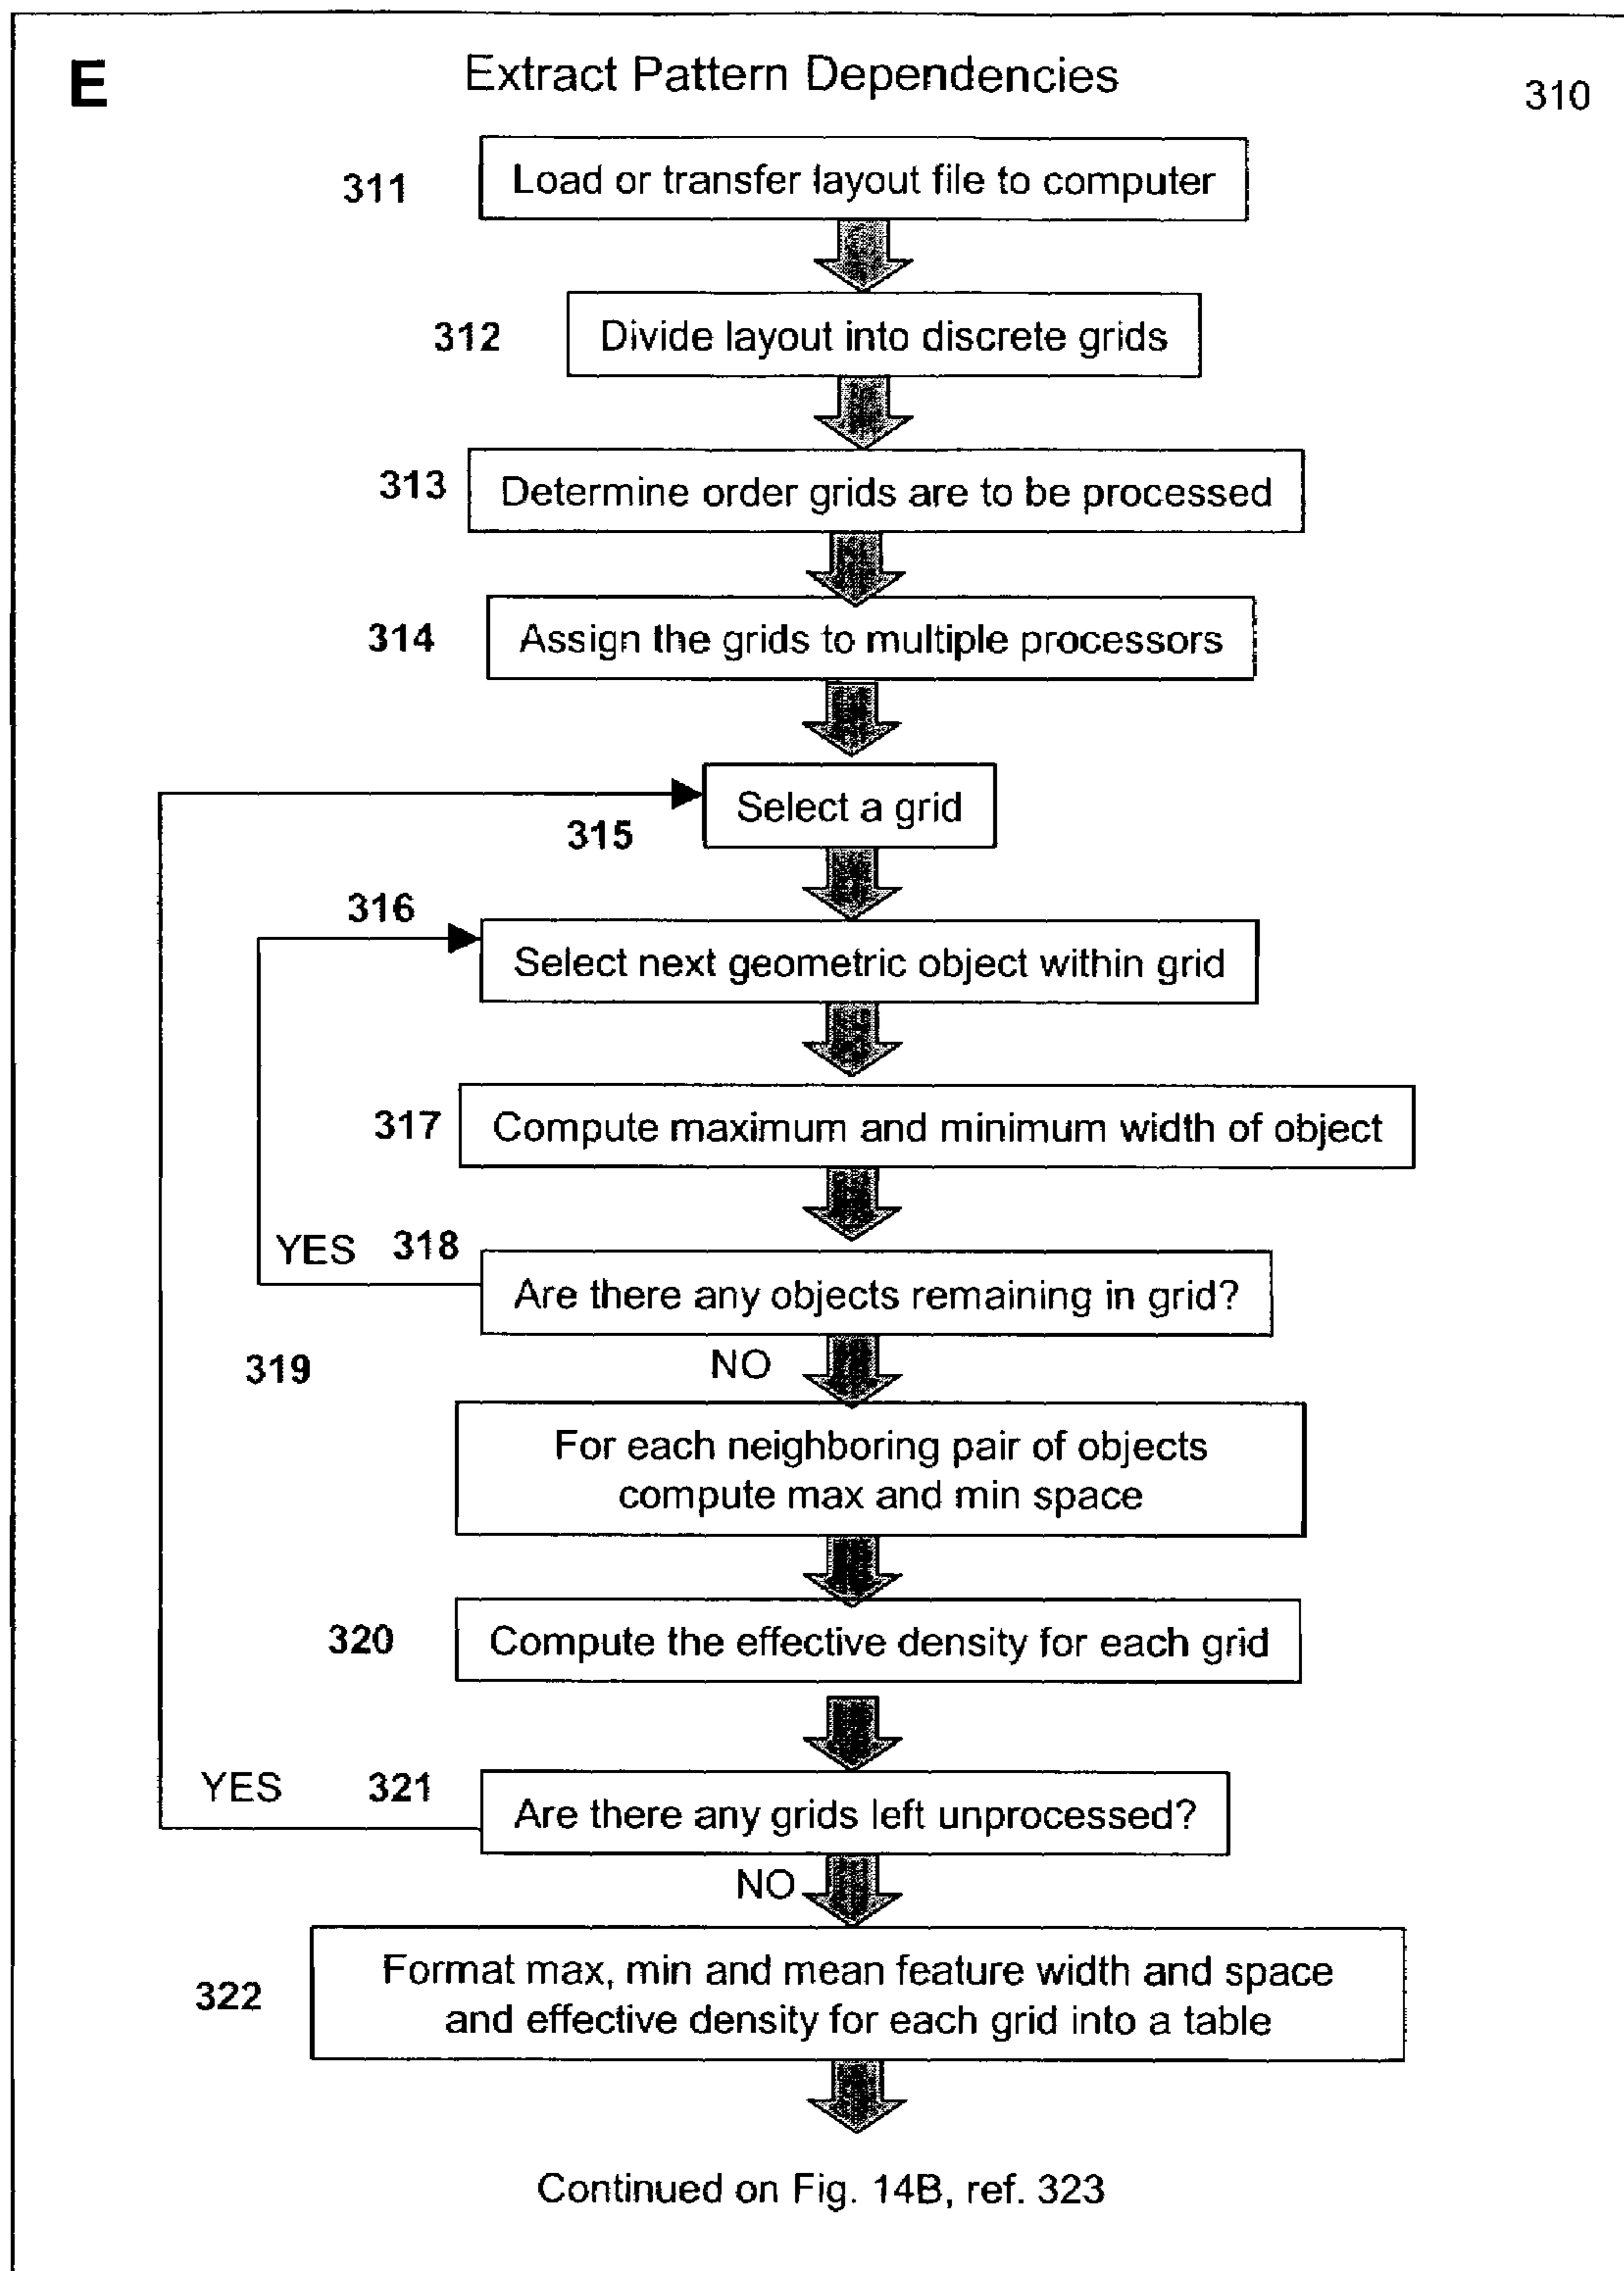 E
Extract Pattern Dependencies
310
311
Load or transfer layout file to computer
312
Divide layout into discrete grids
313
Determine order grids are to be processed
314
Assign the grids to multiple processors
315
Select a grid
316
Select next geometric object within grid
317
Compute maximum and minimum width of object
YES
318
Are there any objects remaining in grid?
319
NO
For each neighboring pair of objects
compute max and min space
320
Compute the effective density for each grid
YES
321
Are there any grids left unprocessed?
NO
322
Format max, min and mean feature width and space
and effective density for each grid into a table
Continued on Fig. 14B, ref. 323